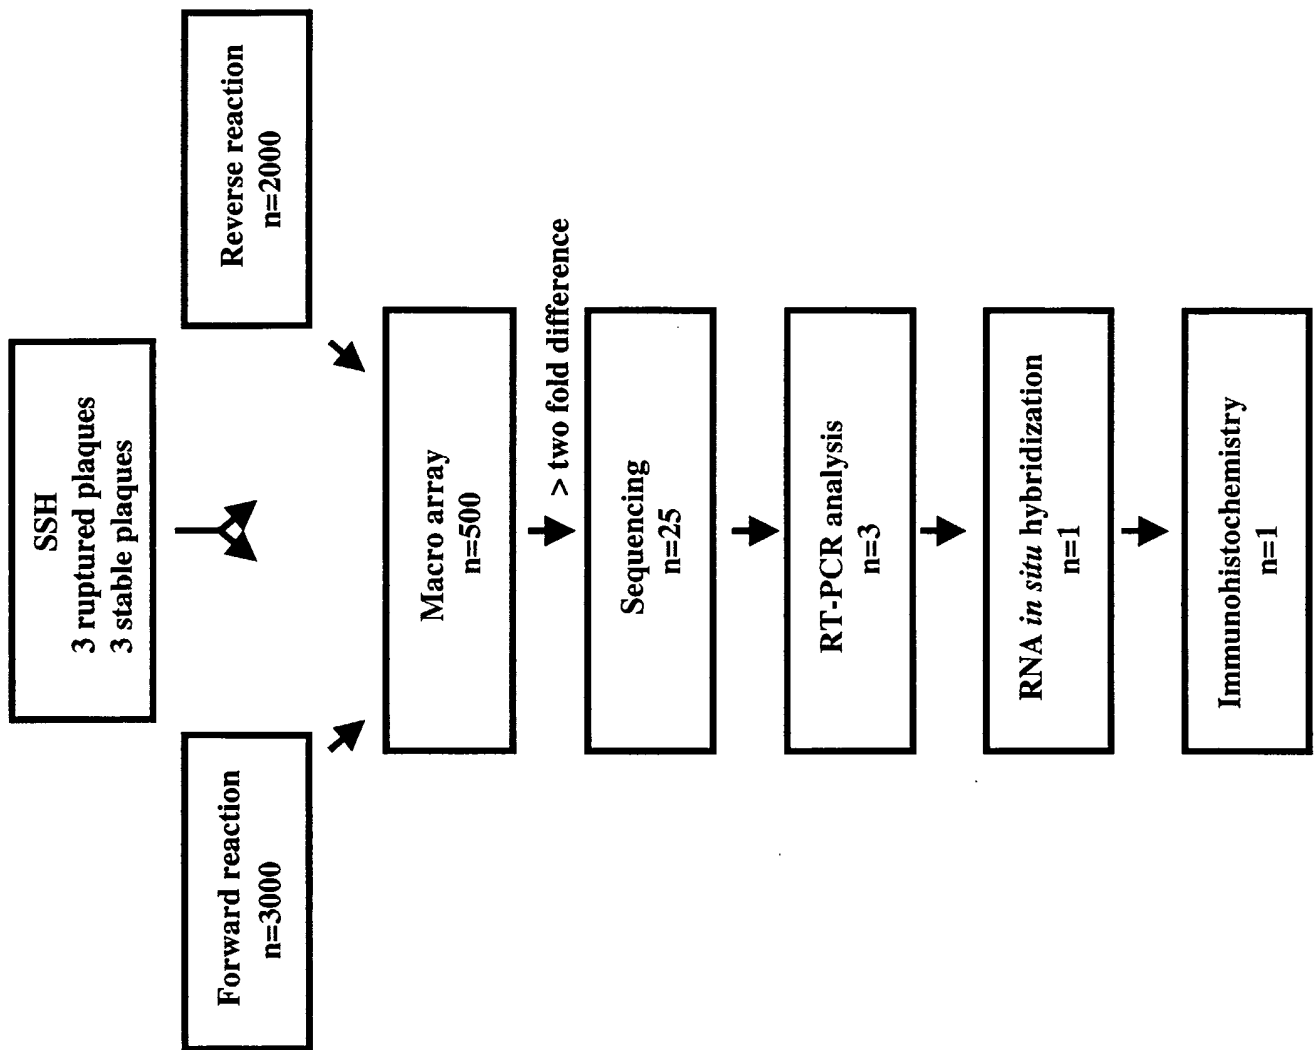 SSH
3 ruptured plaques
3 stable plaques
Forward reaction
n=3000
Reverse reaction
n=2000
Macro array
n=500
> two fold difference
Sequencing
n=25
RT-PCR analysis
n=3
RNA in situ hybridization
n=1
Immunohistochemistry
n=1